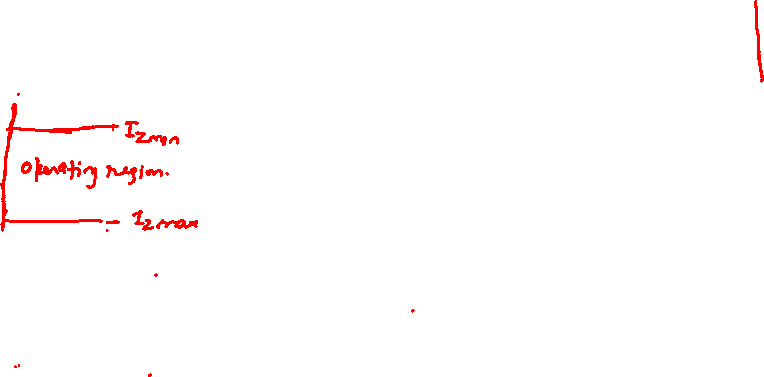 Izmin
operating region.
Izmax